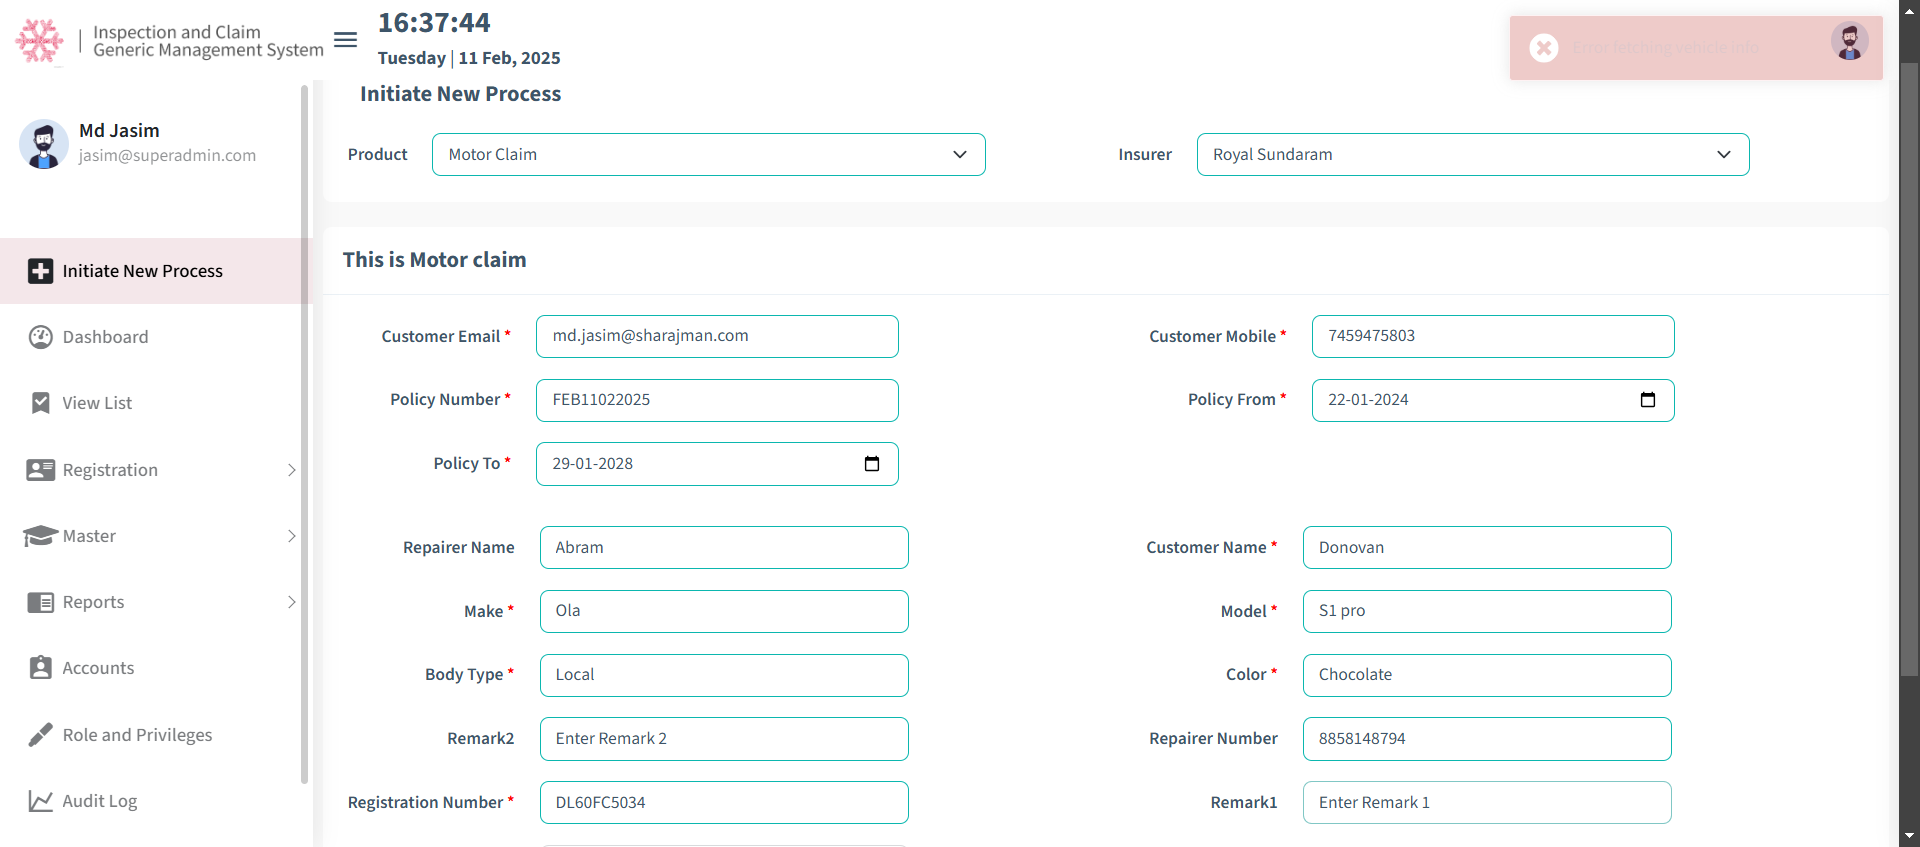 Inspection and Claim
Generic Management System
16:37:44
Tuesday | 11 Feb, 2025
Error fetching vehicle info
Md Jasim
jasim@superadmin.com
Initiate New Process
Dashboard
View List
Registration
Master
Reports
Accounts
Role and Privileges
Audit Log
Initiate New Process
Product Motor Claim Insurer Royal Sundaram
This is Motor claim
Customer Email * md.jasim@sharajman.com Customer Mobile * 7459475803
Policy Number * FEB11022025 Policy From * 22-01-2024
Policy To * 29-01-2028
Repairer Name Abram Customer Name * Donovan
Make * Ola Model * S1 pro
Body Type * Local Color * Chocolate
Remark2 Enter Remark 2 Repairer Number 8858148794
Registration Number * DL60FC5034 Remark1 Enter Remark 1